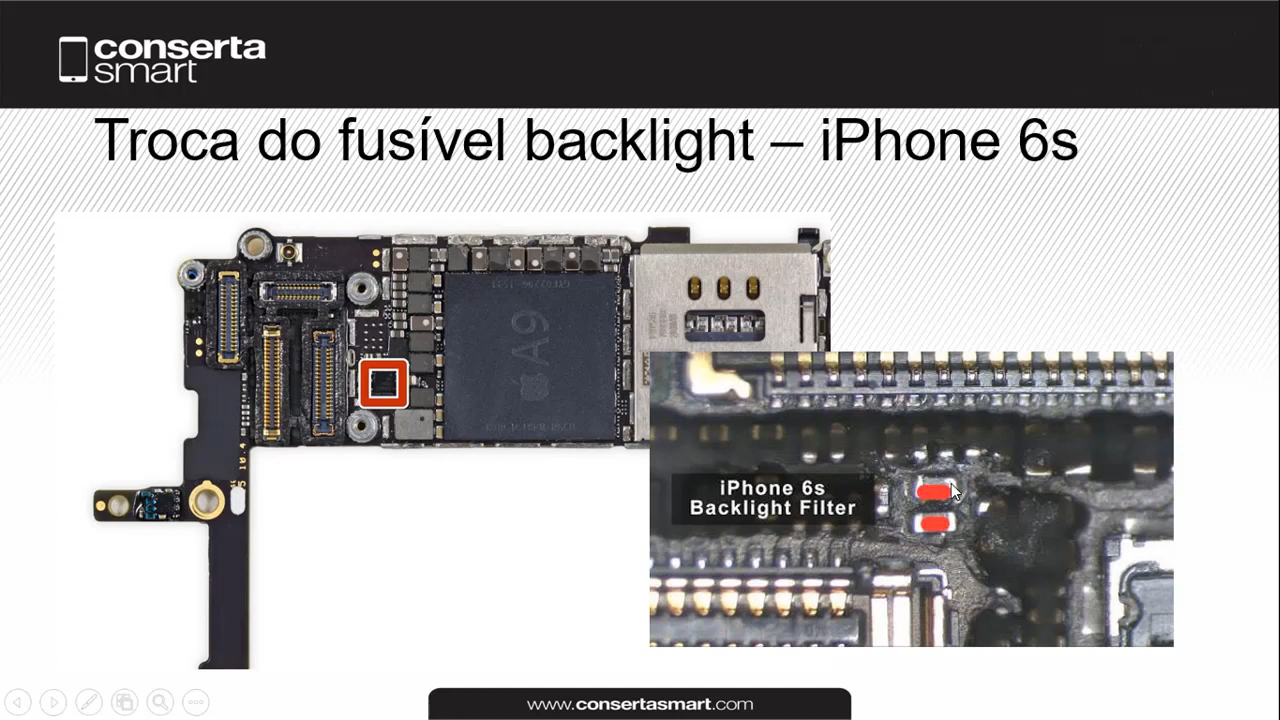 conserta
smart
Troca do fusível backlight – iPhone 6s
A9
iPhone 6s
Backlight Filter
www.consertasmart.com